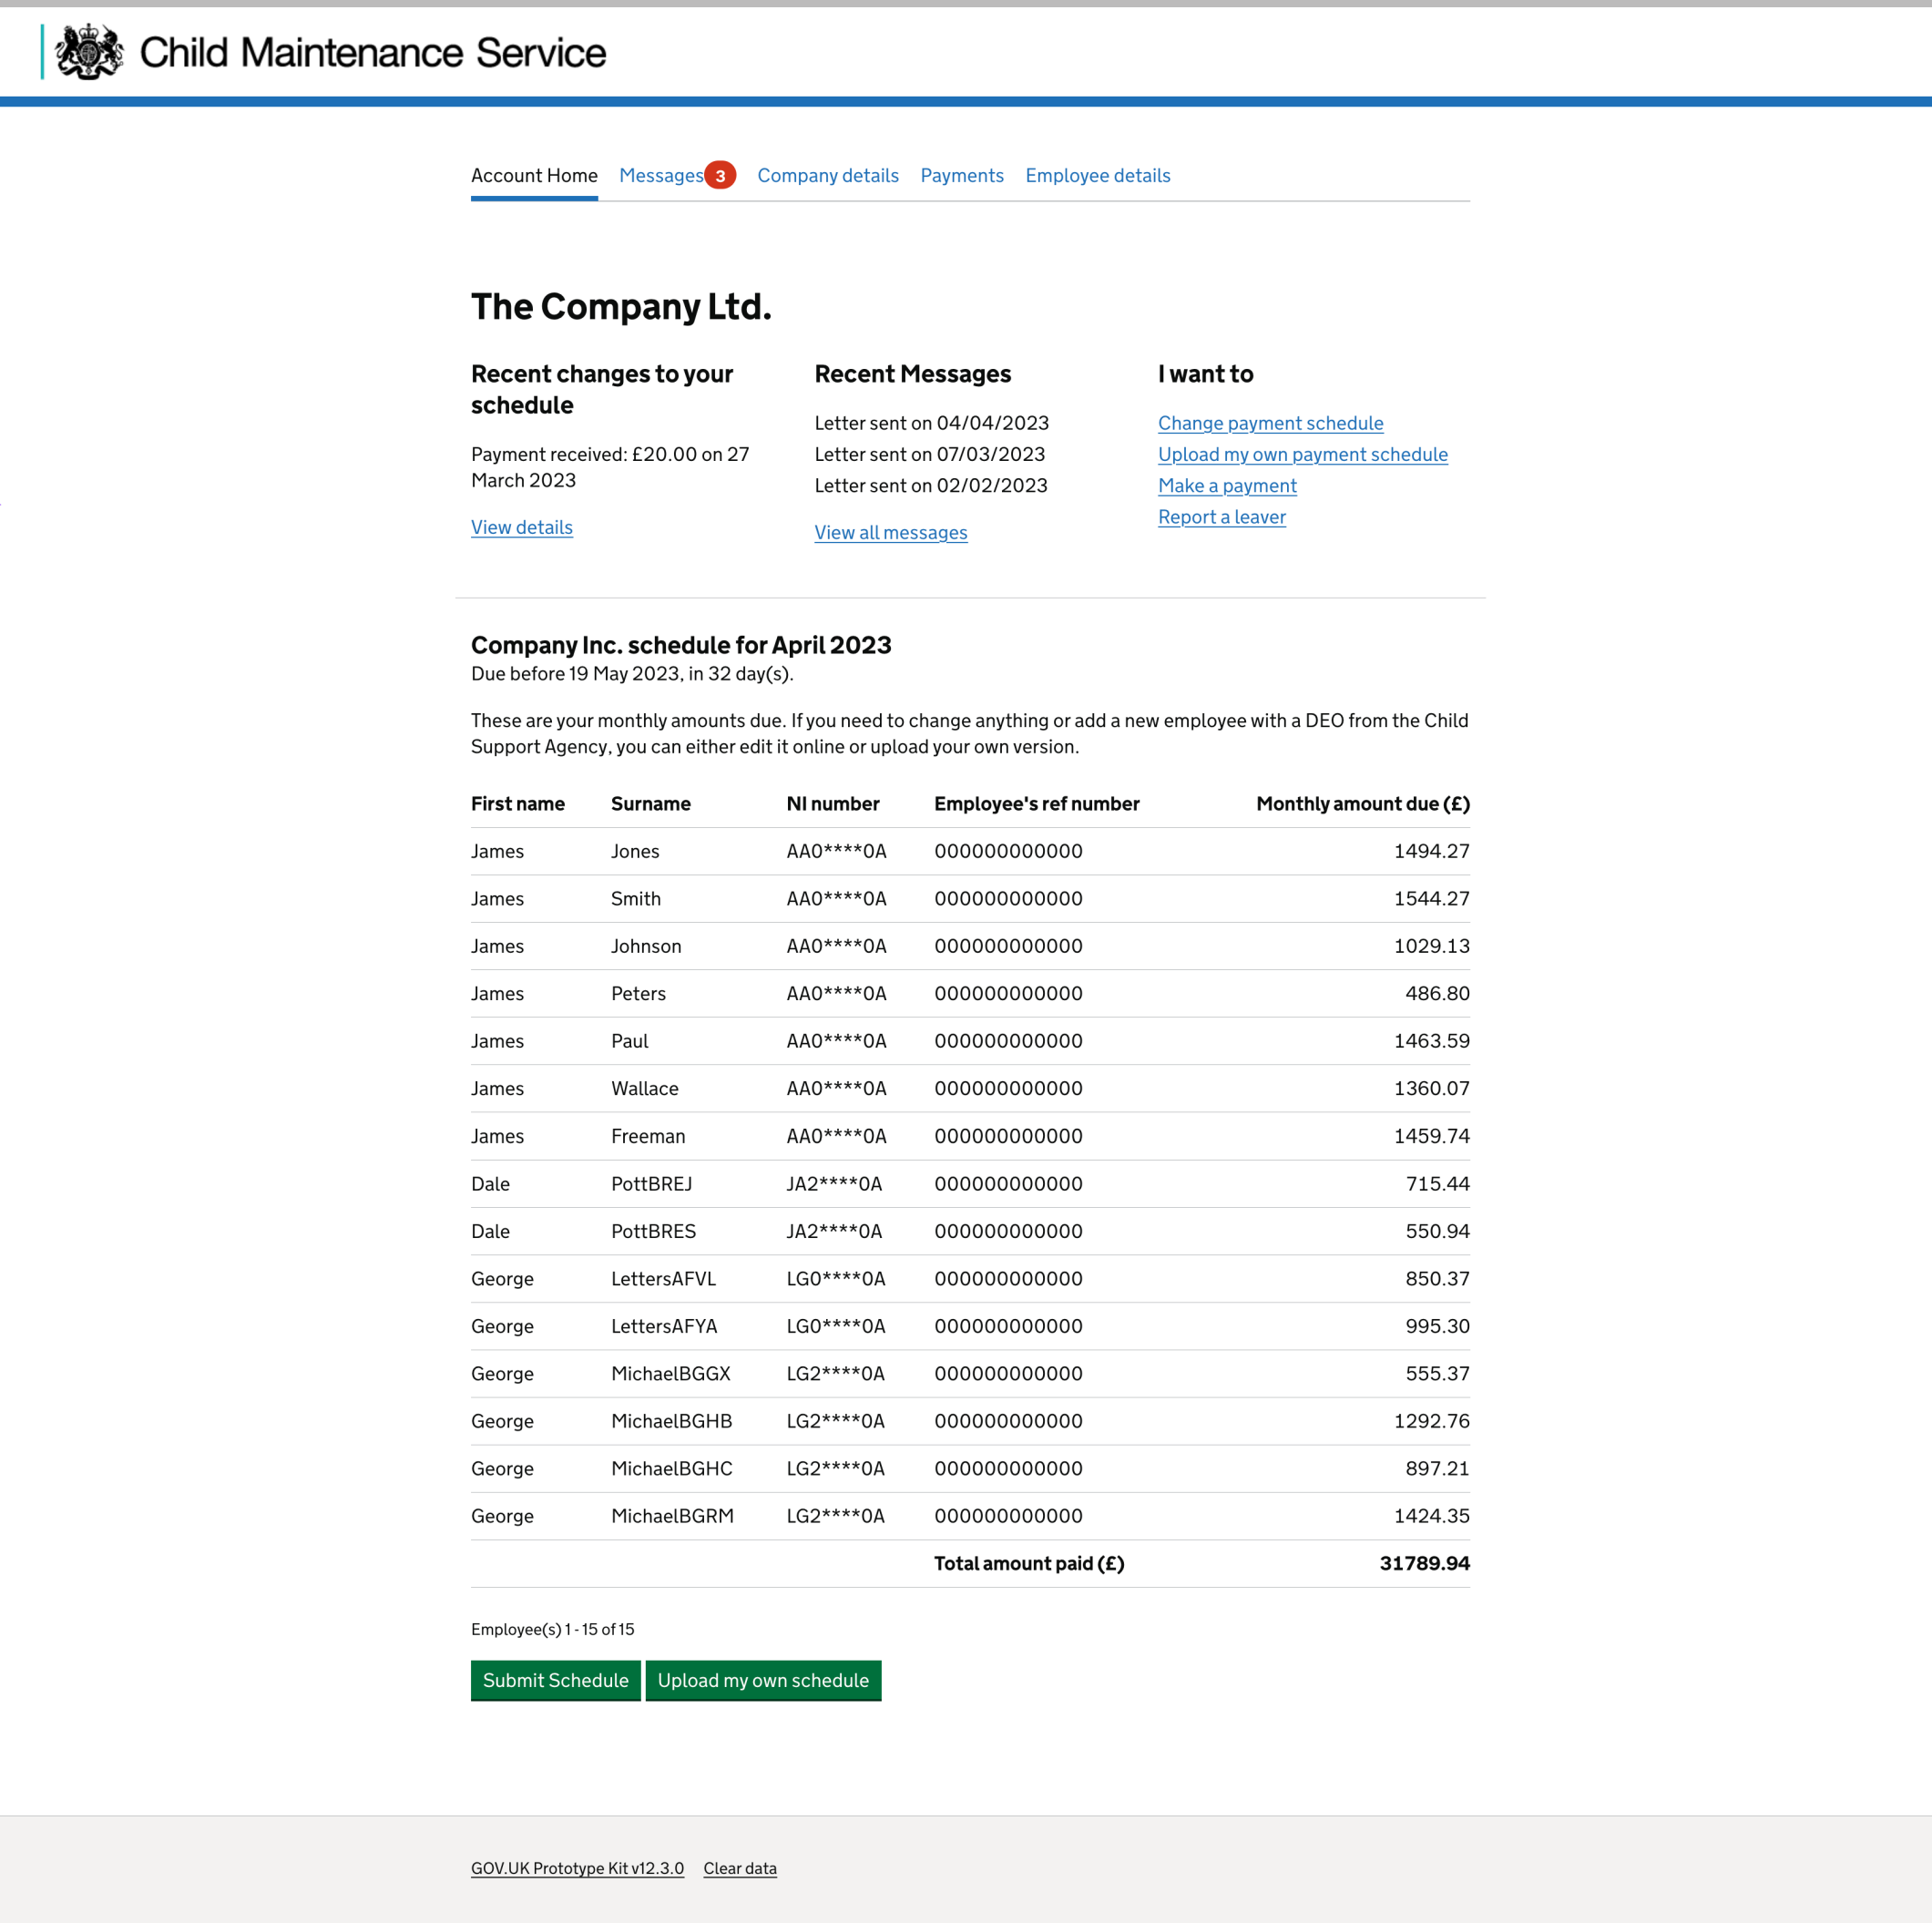 Child Maintenance Service
Account Home Messages 3 Company details Payments Employee details
The Company Ltd.
Recent changes to your
schedule
Payment received: £20.00 on 27
March 2023
View details
Recent Messages
Letter sent on 04/04/2023
Letter sent on 07/03/2023
Letter sent on 02/02/2023
View all messages
I want to
Change payment schedule
Upload my own payment schedule
Make a payment
Report a leaver
Company Inc. schedule for April 2023
Due before 19 May 2023, in 32 day(s).
These are your monthly amounts due. If you need to change anything or add a new employee with a DEO from the Child
Support Agency, you can either edit it online or upload your own version.
First name Surname NI number Employee's ref number Monthly amount due (£)
James Jones AA0****0A 000000000000 1494.27
James Smith AA0****0A 000000000000 1544.27
James Johnson AA0****0A 000000000000 1029.13
James Peters AA0****0A 000000000000 486.80
James Paul AA0****0A 000000000000 1463.59
James Wallace AA0****0A 000000000000 1360.07
James Freeman AA0****0A 000000000000 1459.74
Dale PottBREJ JA2****0A 000000000000 715.44
Dale PottBRES JA2****0A 000000000000 550.94
George LettersAFVL LG0****0A 000000000000 850.37
George LettersAFYA LG0****0A 000000000000 995.30
George MichaelBGGX LG2****0A 000000000000 555.37
George MichaelBGHB LG2****0A 000000000000 1292.76
George MichaelBGHC LG2****0A 000000000000 897.21
George MichaelBGRM LG2****0A 000000000000 1424.35
Total amount paid (£) 31789.94
Employee(s) 1 - 15 of 15
Submit Schedule Upload my own schedule
GOV.UK Prototype Kit v12.3.0 Clear data